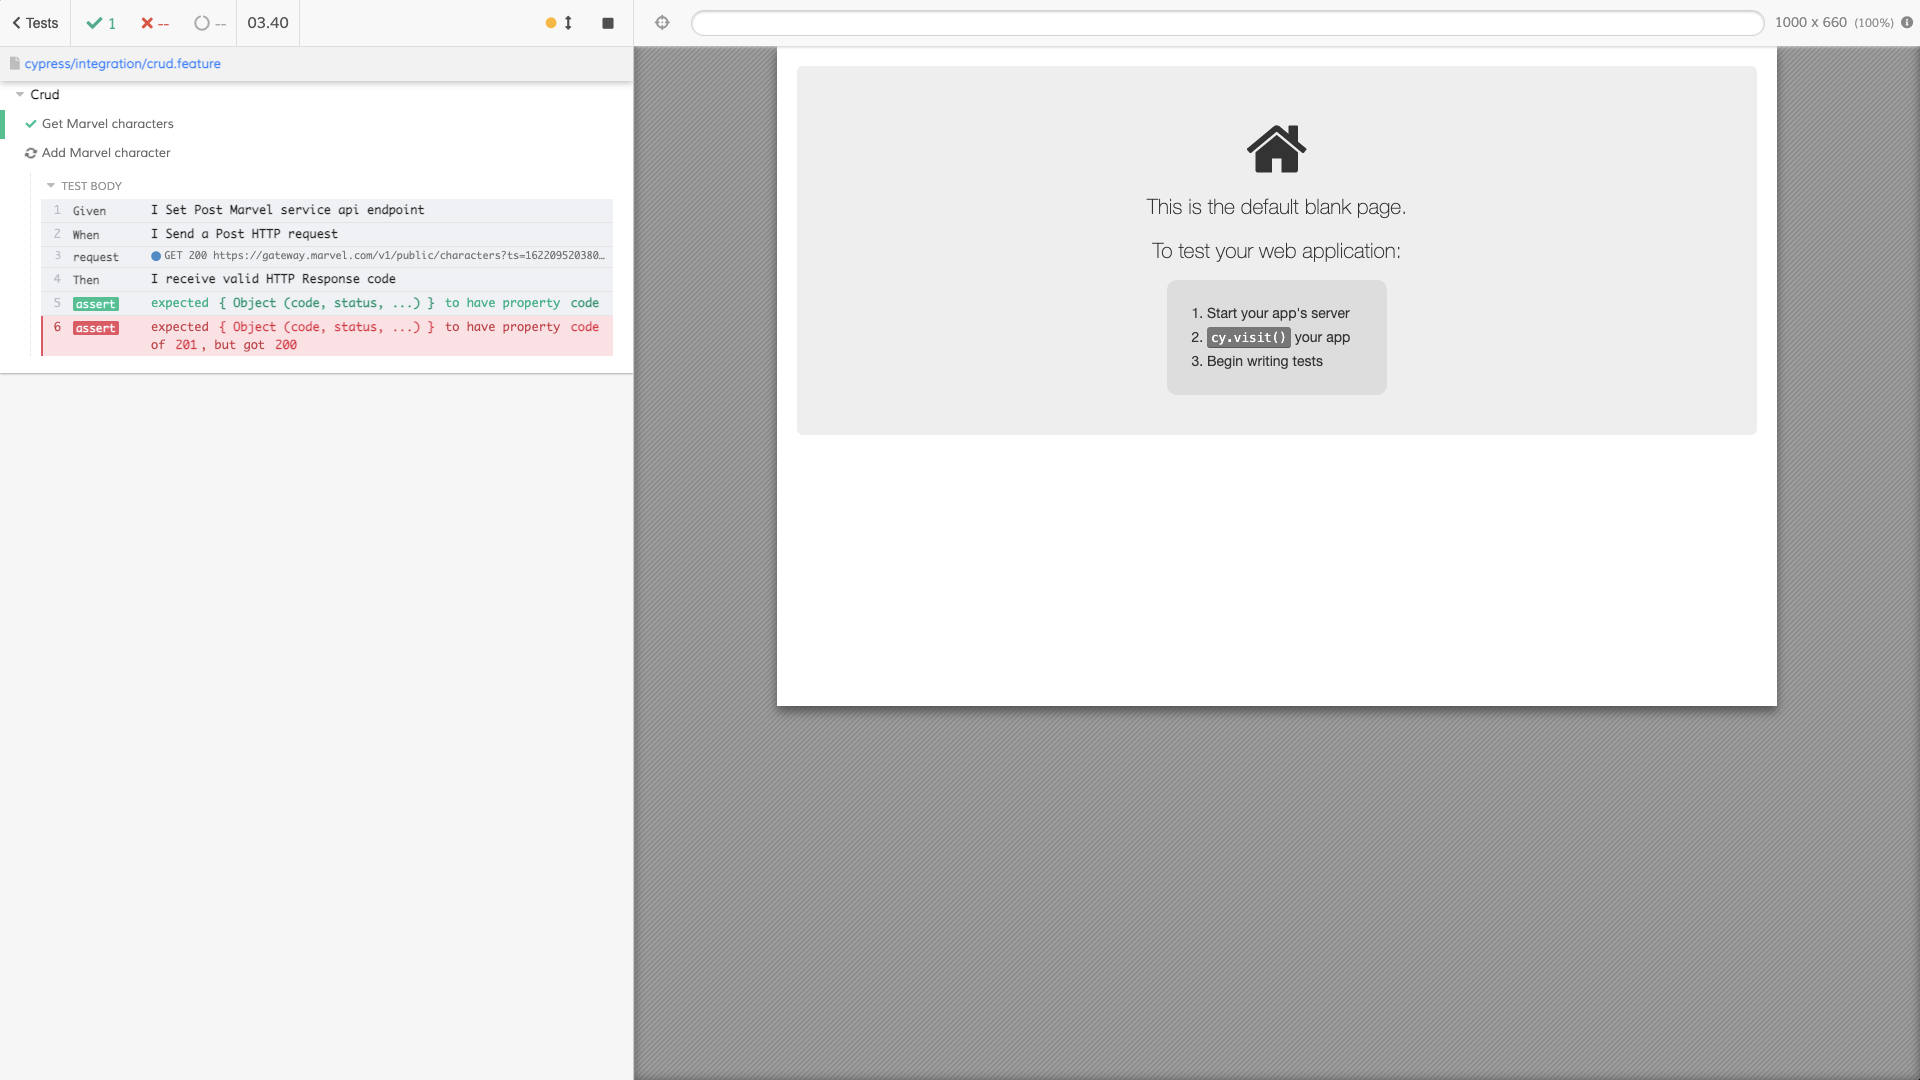 Tests
1
--
--
03.40
1000 x 660 (100%)
cypress/integration/crud.feature
Crud
Get Marvel characters
Add Marvel character
TEST BODY
1 Given I Set Post Marvel service api endpoint
2 When I Send a Post HTTP request
3 request GET 200 https://gateway.marvel.com/v1/public/characters?ts=162209520380…
4 Then I receive valid HTTP Response code
5 assert expected { Object (code, status, ...) } to have property code
6 assert expected { Object (code, status, ...) } to have property code
of 201, but got 200
This is the default blank page.
To test your web application:
1. Start your app's server
2. cy.visit() your app
3. Begin writing tests